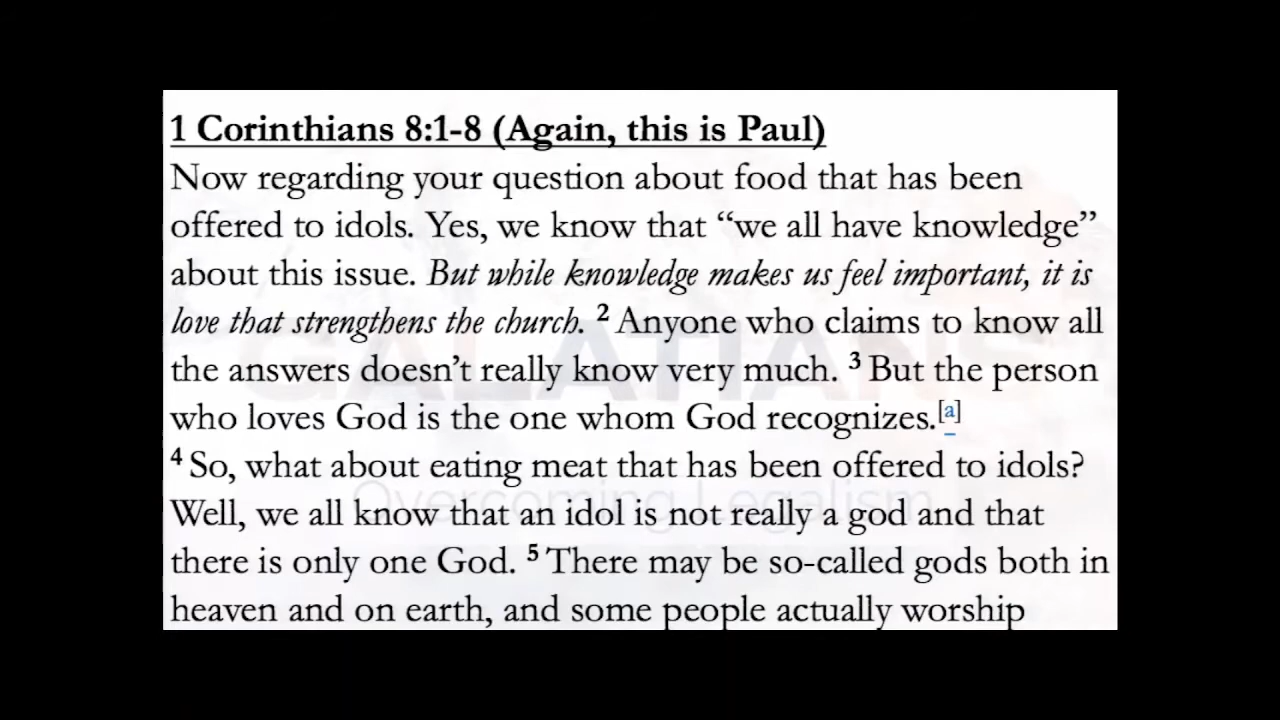 1 Corinthians 8:1-8 (Again, this is Paul)
Now regarding your question about food that has been
offered to idols. Yes, we know that “we all have knowledge”
about this issue. But while knowledge makes us feel important, it is
love that strengthens the church. ² Anyone who claims to know all
the answers doesn’t really know very much. ³ But the person
who loves God is the one whom God recognizes.[a]
⁴ So, what about eating meat that has been offered to idols?
Well, we all know that an idol is not really a god and that
there is only one God. ⁵ There may be so-called gods both in
heaven and on earth, and some people actually worship
GALATIANS
Overcoming Legalism